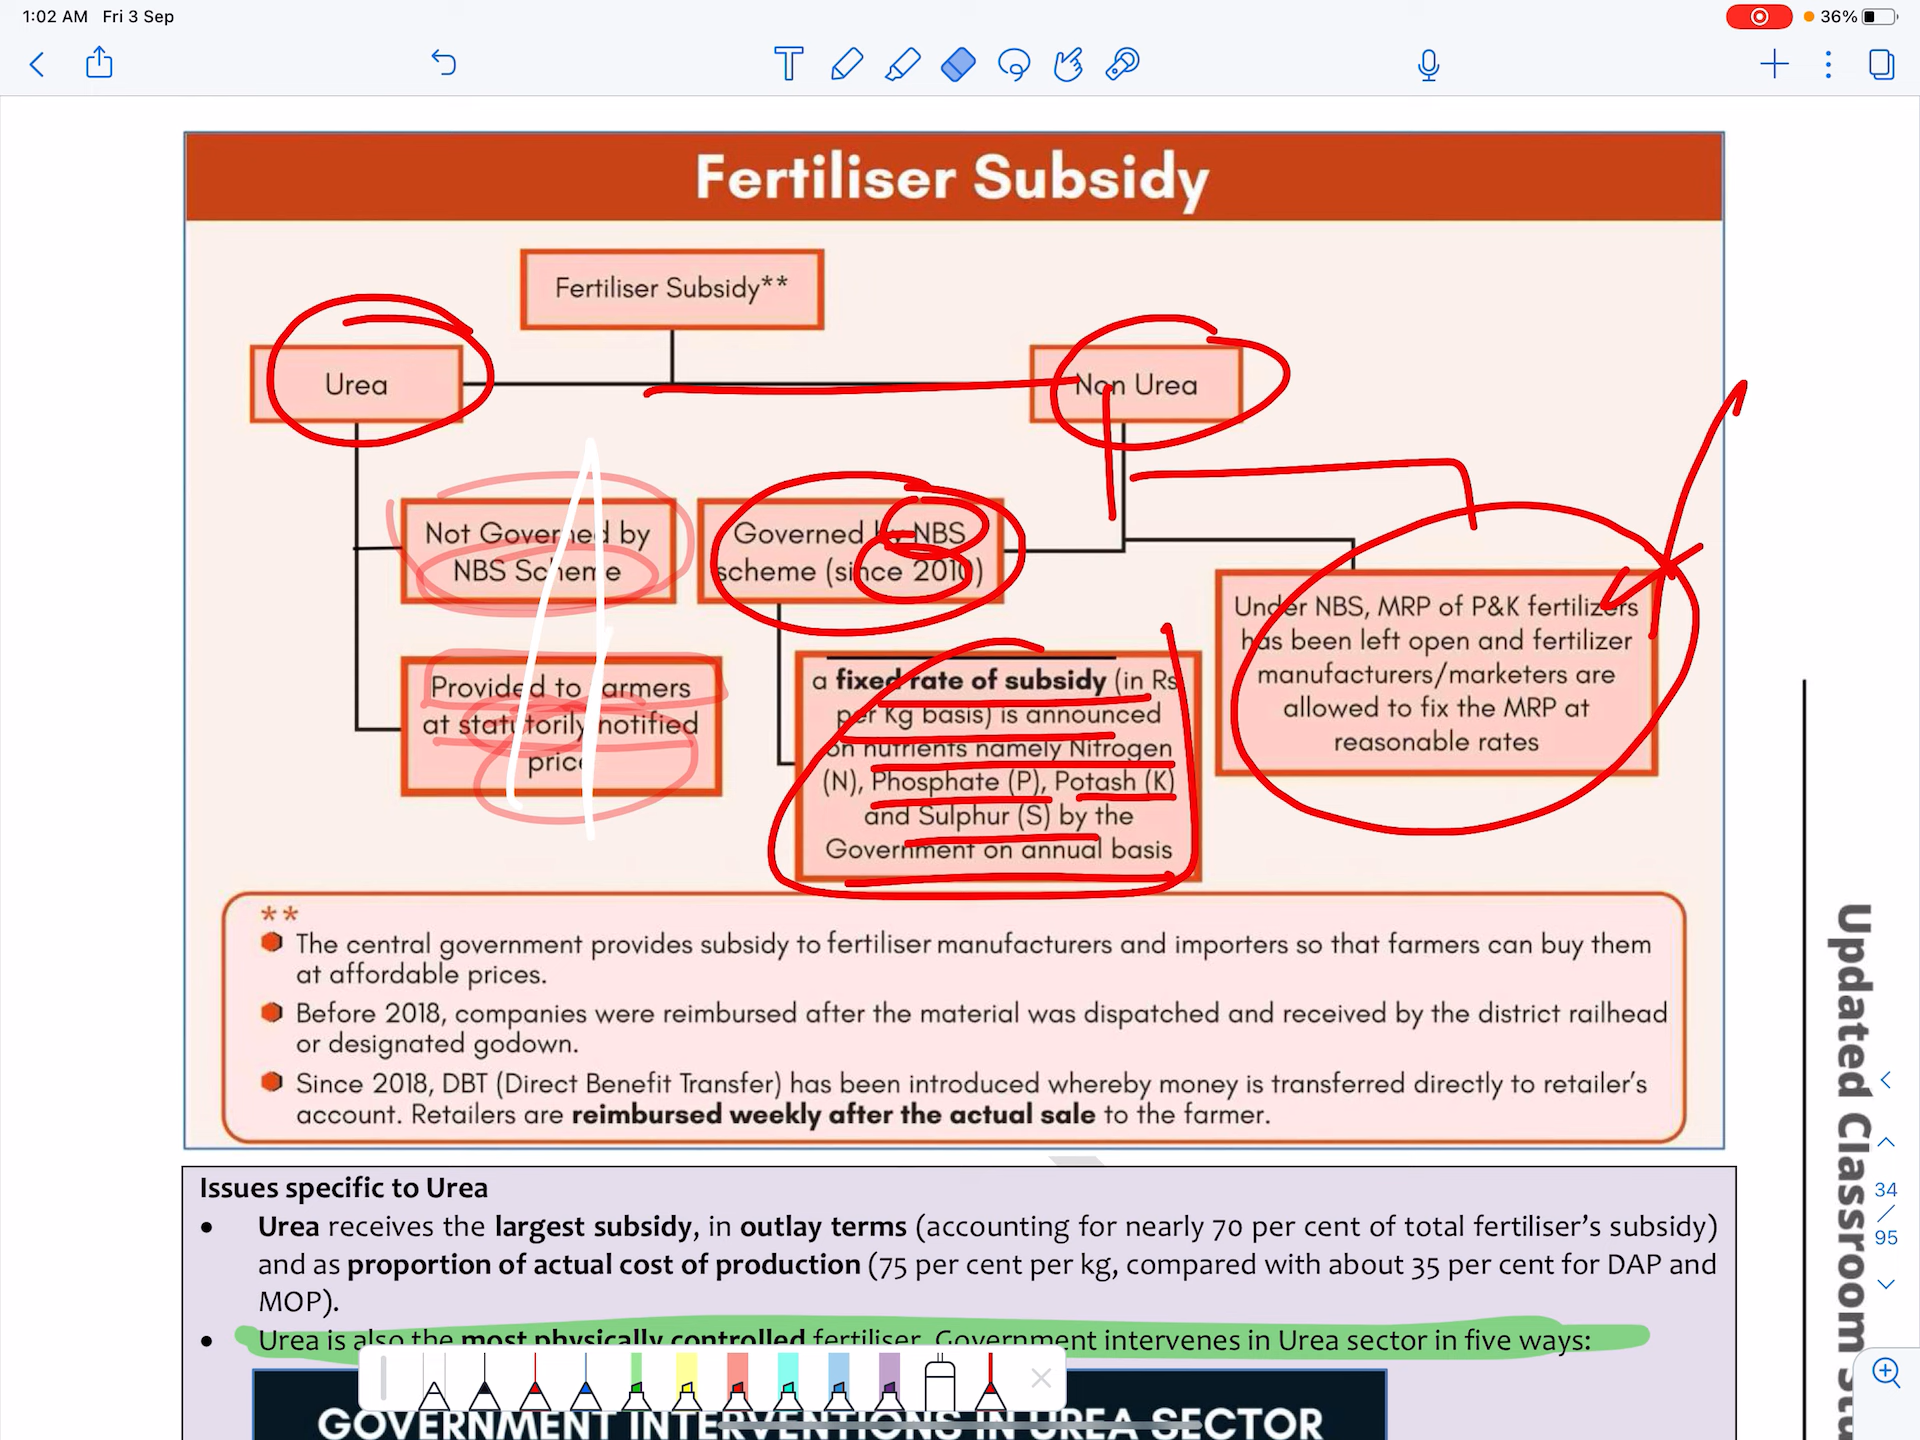 1:02 AM Fri 3 Sep
36%
Fertiliser Subsidy
Fertiliser Subsidy**
Urea
Non Urea
Not Governed by
NBS Scheme
Governed by NBS
scheme (since 2010)
Provided to farmers
at statutorily notified
price
a fixed rate of subsidy (in Rs
per Kg basis) is announced
on nutrients namely Nitrogen
(N), Phosphate (P), Potash (K)
and Sulphur (S) by the
Government on annual basis
Under NBS, MRP of P&K fertilizers
has been left open and fertilizer
manufacturers/marketers are
allowed to fix the MRP at
reasonable rates
**
The central government provides subsidy to fertiliser manufacturers and importers so that farmers can buy them
at affordable prices.
Before 2018, companies were reimbursed after the material was dispatched and received by the district railhead
or designated godown.
Since 2018, DBT (Direct Benefit Transfer) has been introduced whereby money is transferred directly to retailer's
account. Retailers are reimbursed weekly after the actual sale to the farmer.
Issues specific to Urea
• Urea receives the largest subsidy, in outlay terms (accounting for nearly 70 per cent of total fertiliser's subsidy)
and as proportion of actual cost of production (75 per cent per kg, compared with about 35 per cent for DAP and
MOP).
• Urea is also the most physically controlled fertiliser. Government intervenes in Urea sector in five ways:
GOVERNMENT INTERVENTIONS IN UREA SECTOR
Updated Classroom
34
/
95